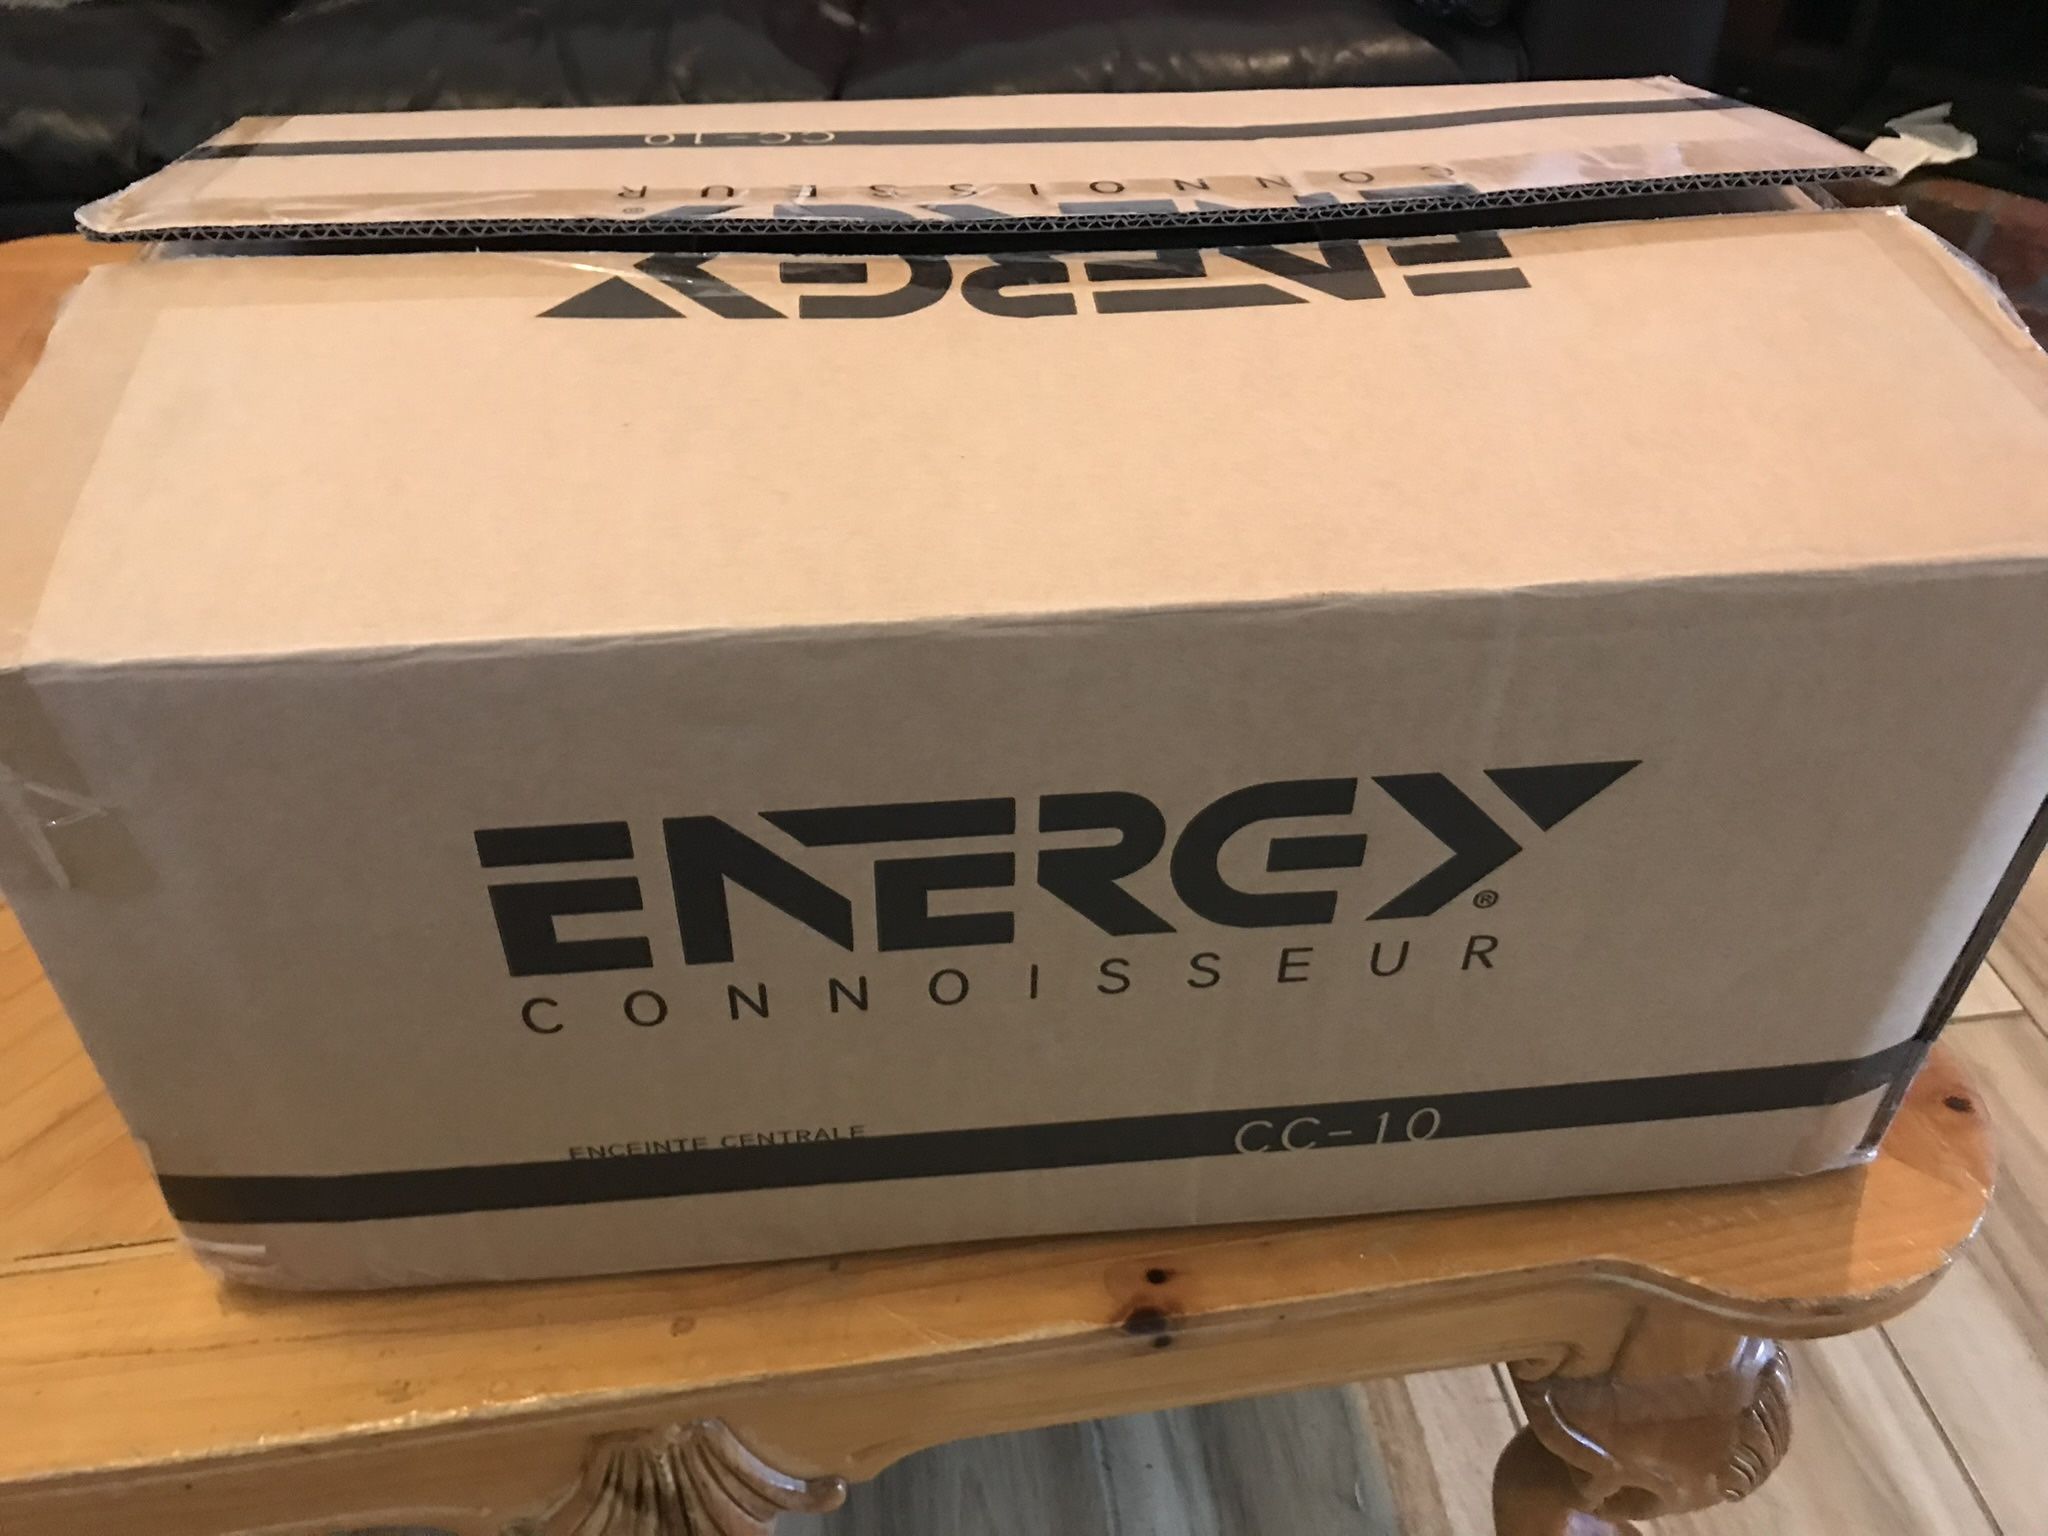 CC-10
CONNOISSEUR
ENERGY
ENERGY®
CONNOISSEUR
ENCEINTE CENTRALE
CC-10